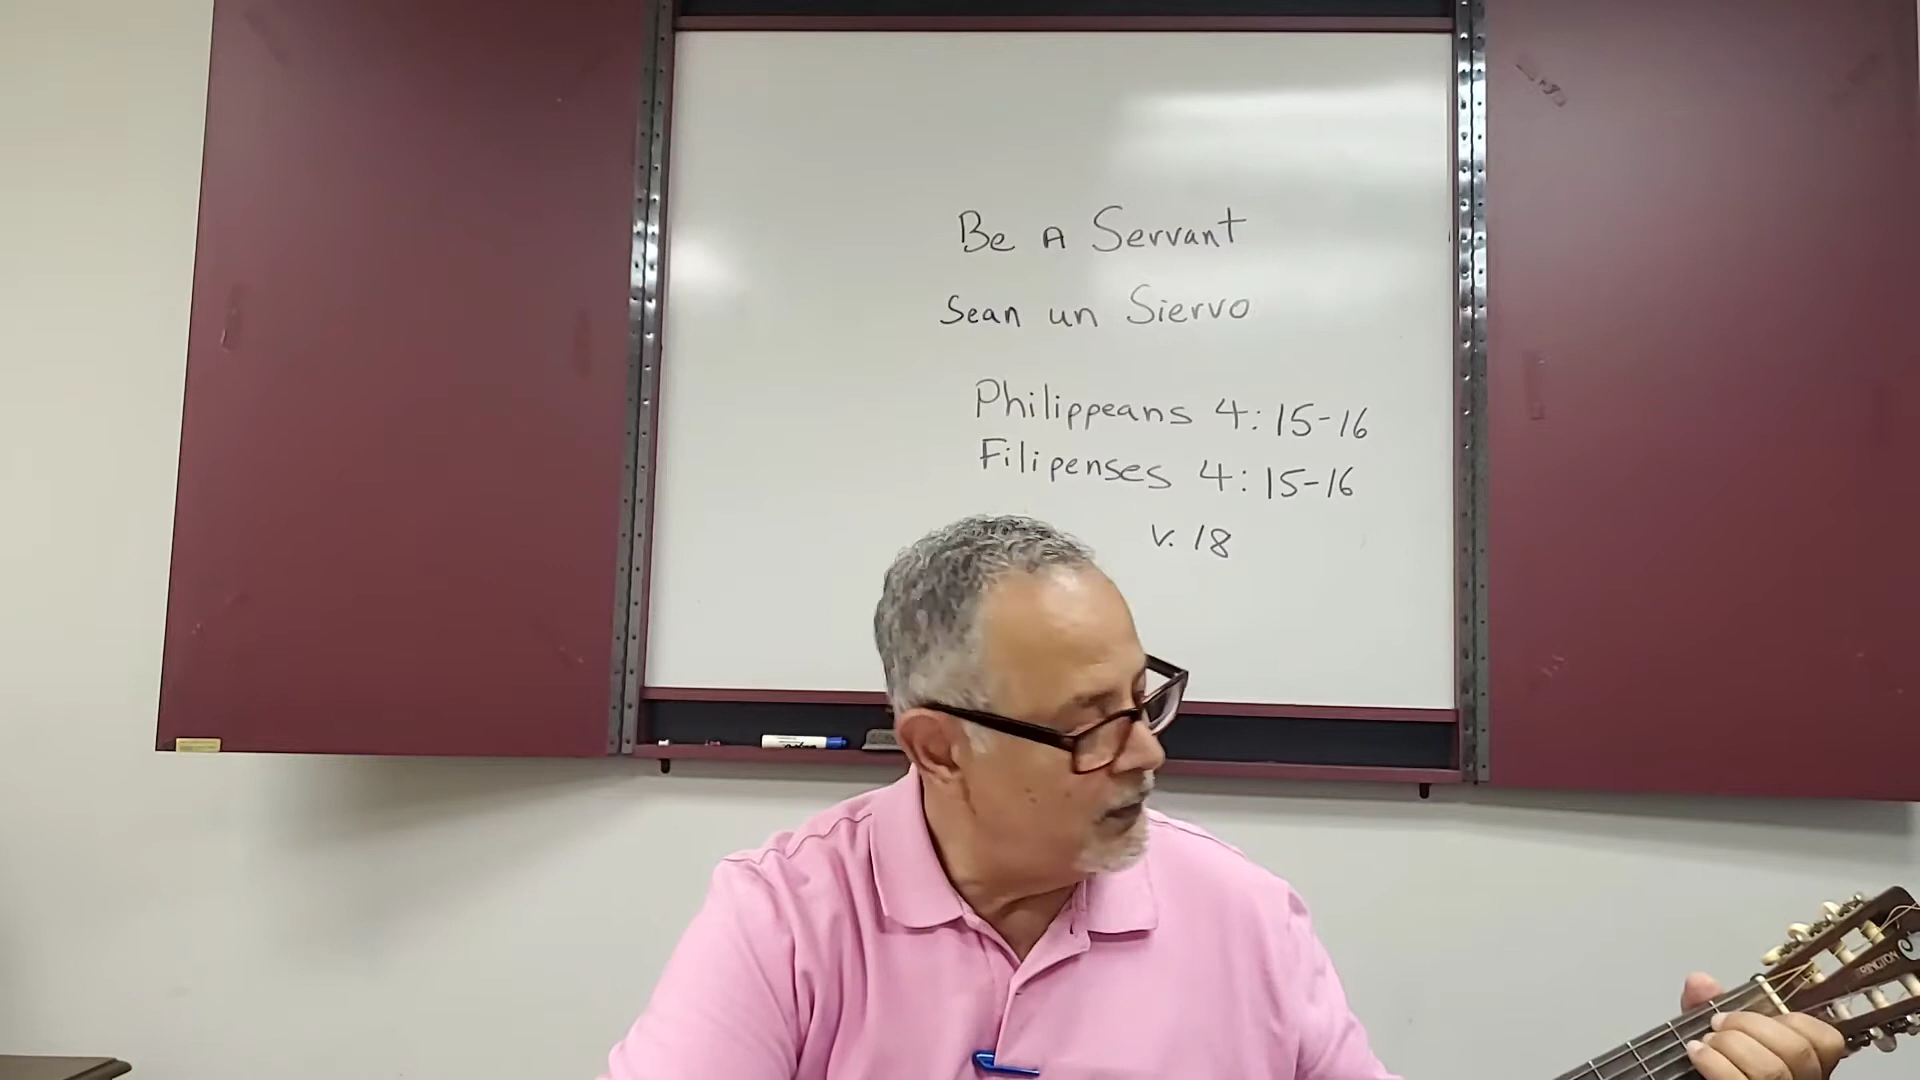 Be A Servant
Sean un Siervo
Philippeans 4:15-16
Filipenses 4:15-16
v. 18